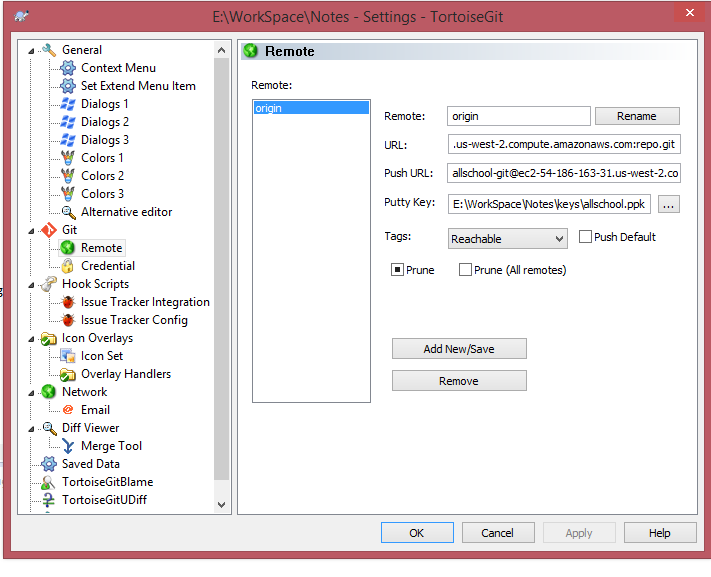 E:\WorkSpace\Notes - Settings - TortoiseGit
General
Context Menu
Set Extend Menu Item
Dialogs 1
Dialogs 2
Dialogs 3
Colors 1
Colors 2
Colors 3
Alternative editor
Git
Remote
Credential
Hook Scripts
Issue Tracker Integration
Issue Tracker Config
Icon Overlays
Icon Set
Overlay Handlers
Network
Email
Diff Viewer
Merge Tool
Saved Data
TortoiseGitBlame
TortoiseGitUDiff
Remote
Remote:
origin
Remote: origin Rename
URL: .us-west-2.compute.amazonaws.com:repo.git
Push URL: allschool-git@ec2-54-186-163-31.us-west-2.co
Putty Key: E:\WorkSpace\Notes\keys\allschool.ppk ...
Tags: Reachable Push Default
Prune Prune (All remotes)
Add New/Save
Remove
OK Cancel Apply Help